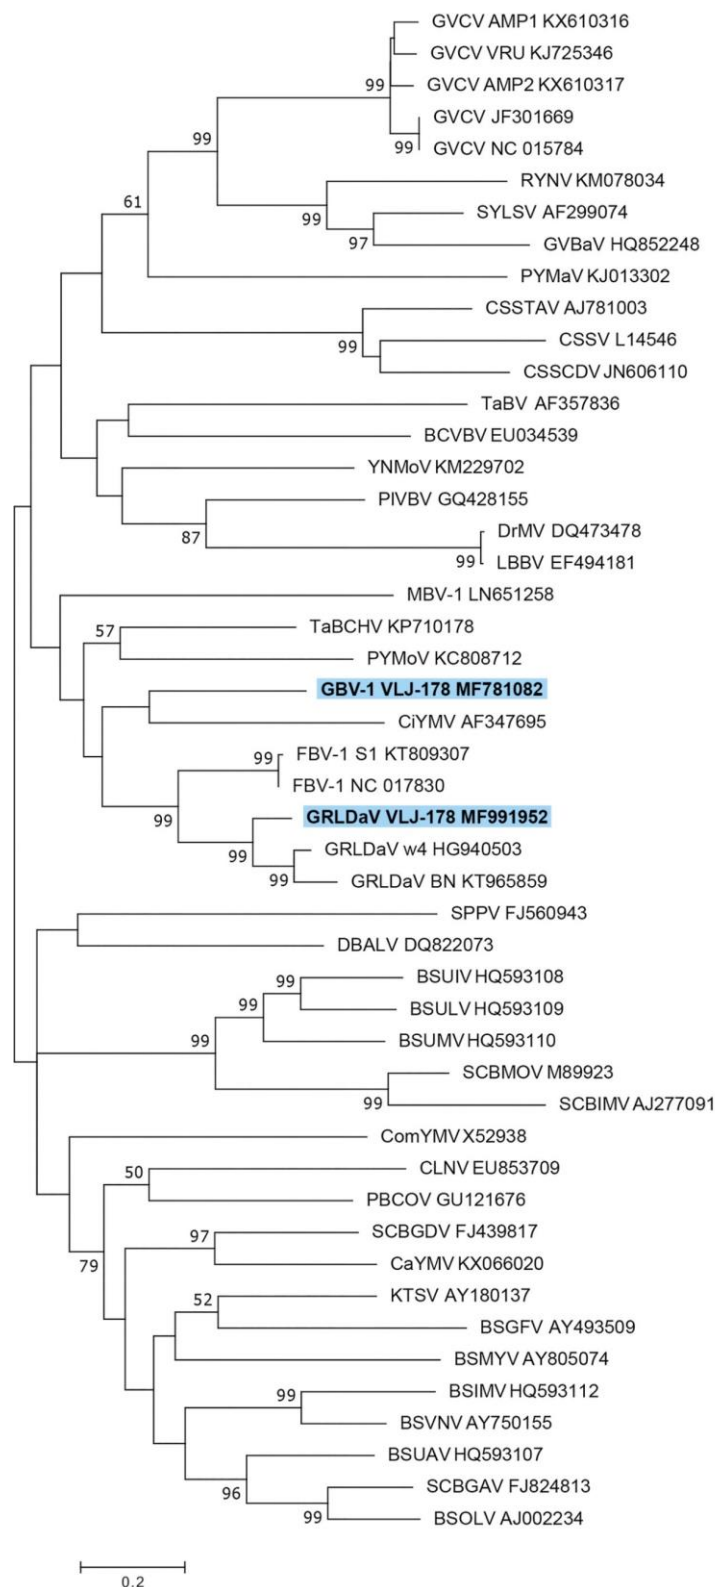 GVCV AMP1 KX610316
GVCV VRU KJ725346
GVCV AMP2 KX610317
99
GVCV JF301669
GVCV NC 015784
99
99
RYNV KM078034
61
99
SYLSV AF299074
97
GVBaV HQ852248
PYMaV KJ013302
CSSTAV AJ781003
CSSV L14546
99
CSSCDV JN606110
TaBV AF357836
BCVBV EU034539
YNMoV KM229702
PIVBV GQ428155
DrMV DQ473478
87
99
LBBV EF494181
MBV-1 LN651258
57
TaBCHV KP710178
PYMoV KC808712
GBV-1 VLJ-178 MF781082
CiYMV AF347695
99
FBV-1 S1 KT809307
FBV-1 NC 017830
99
GRLDaV VLJ-178 MF991952
99
GRLDaV w4 HG940503
99
GRLDaV BN KT965859
SPPV FJ560943
DBALV DQ822073
99
BSUIV HQ593108
99
BSULV HQ593109
99
BSUMV HQ593110
SCBMOV M89923
99
SCBIMV AJ277091
ComYMV X52938
50
CLNV EU853709
PBCOV GU121676
97
SCBGDV FJ439817
79
CaYMV KX066020
52
KTSV AY180137
BSGFV AY493509
BSMYV AY805074
99
BSIMV HQ593112
BSVNV AY750155
BSUAV HQ593107
96
SCBGAV FJ824813
99
BSOLV AJ002234
0.2